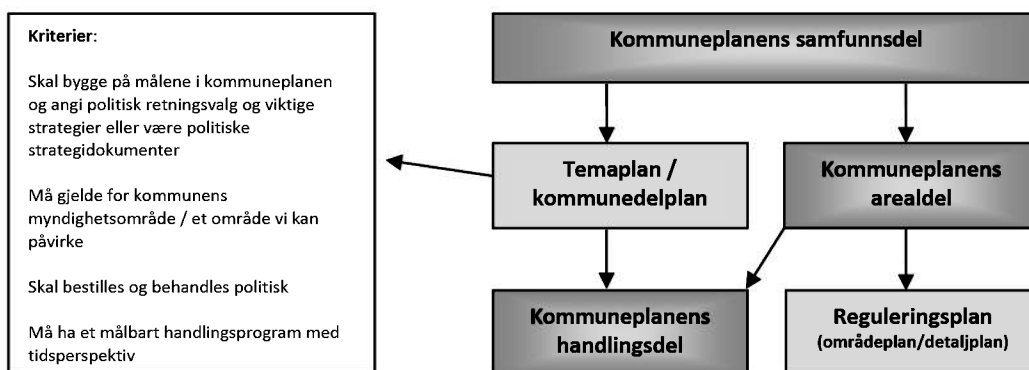 Kriterier:
Skal bygge på målene i kommuneplanen
og angi politisk retningsvalg og viktige
strategier eller være politiske
strategidokumenter
Må gjelde for kommunens
myndighetsområde / et område vi kan
påvirke
Skal bestilles og behandles politisk
Må ha et målbart handlingsprogram med
tidsperspektiv
Kommuneplanens samfunnsdel
Temaplan /
kommunedelplan
Kommuneplanens
arealdel
Kommuneplanens
handlingsdel
Reguleringsplan
(områdeplan/detaljplan)